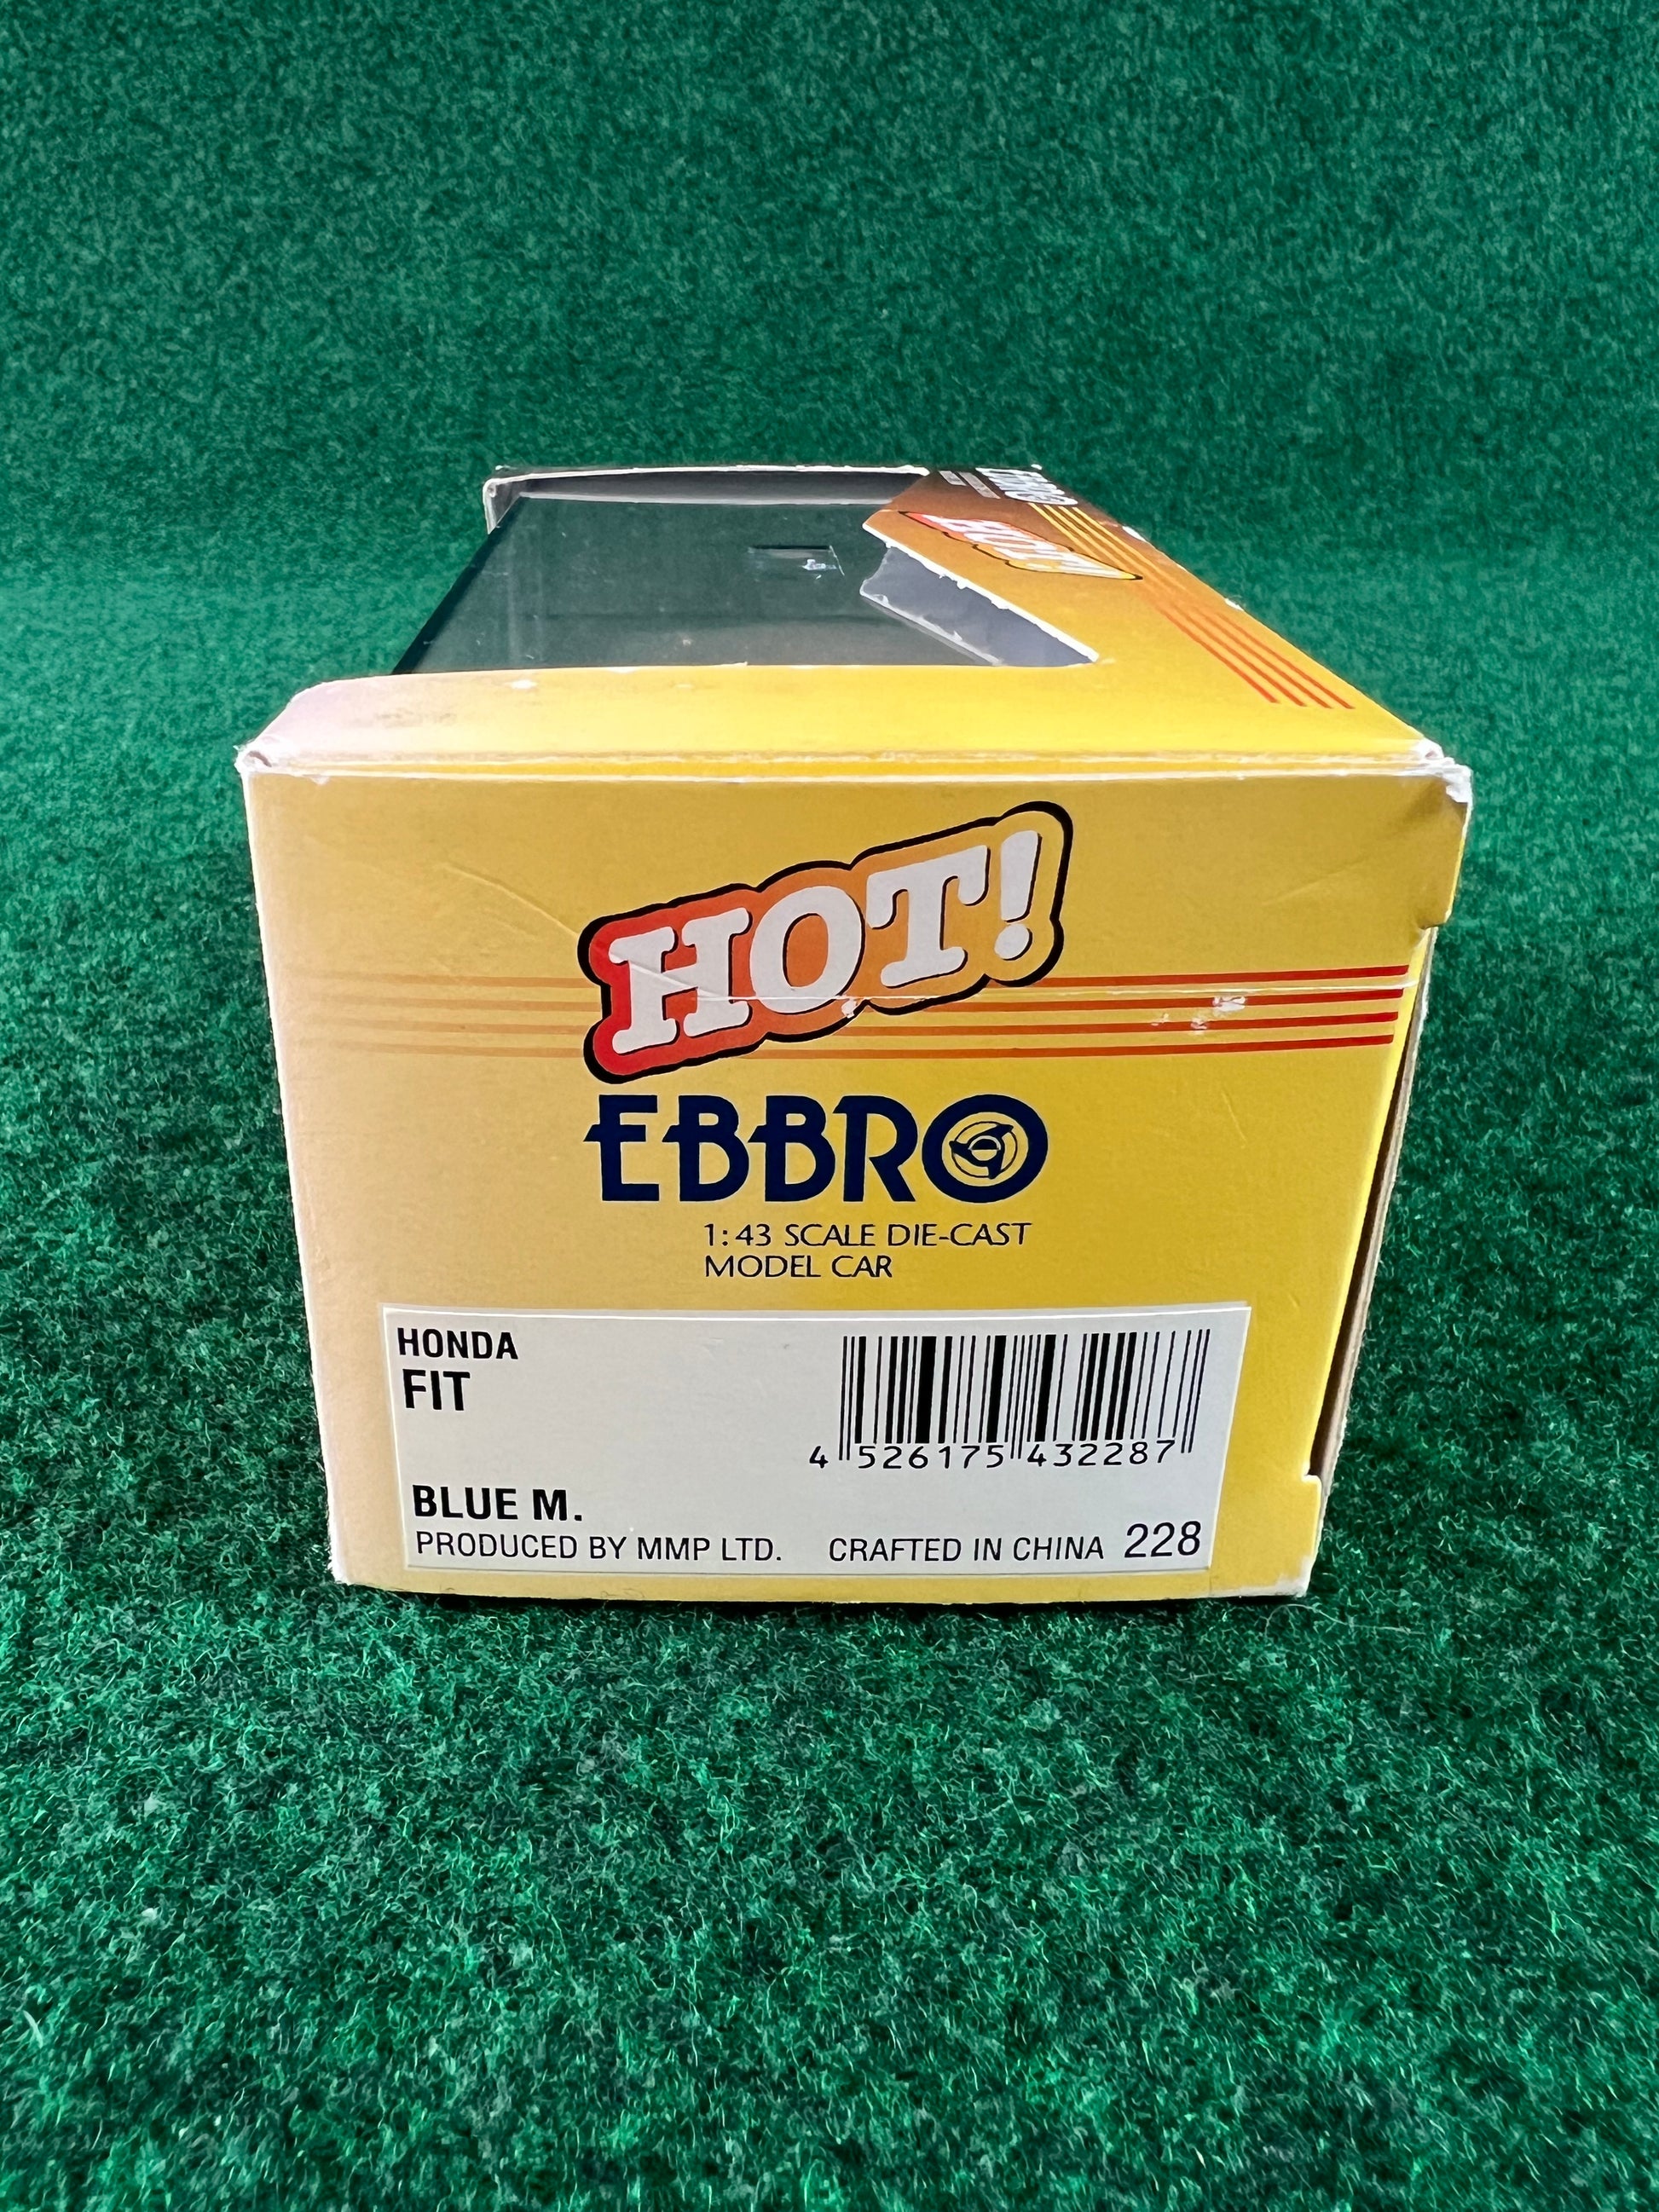 HOT!
HOT!
EBBRO
1:43 SCALE DIE-CAST
MODEL CAR
HONDA
FIT
4 526175 432287
BLUE M.
PRODUCED BY MMP LTD. CRAFTED IN CHINA 228